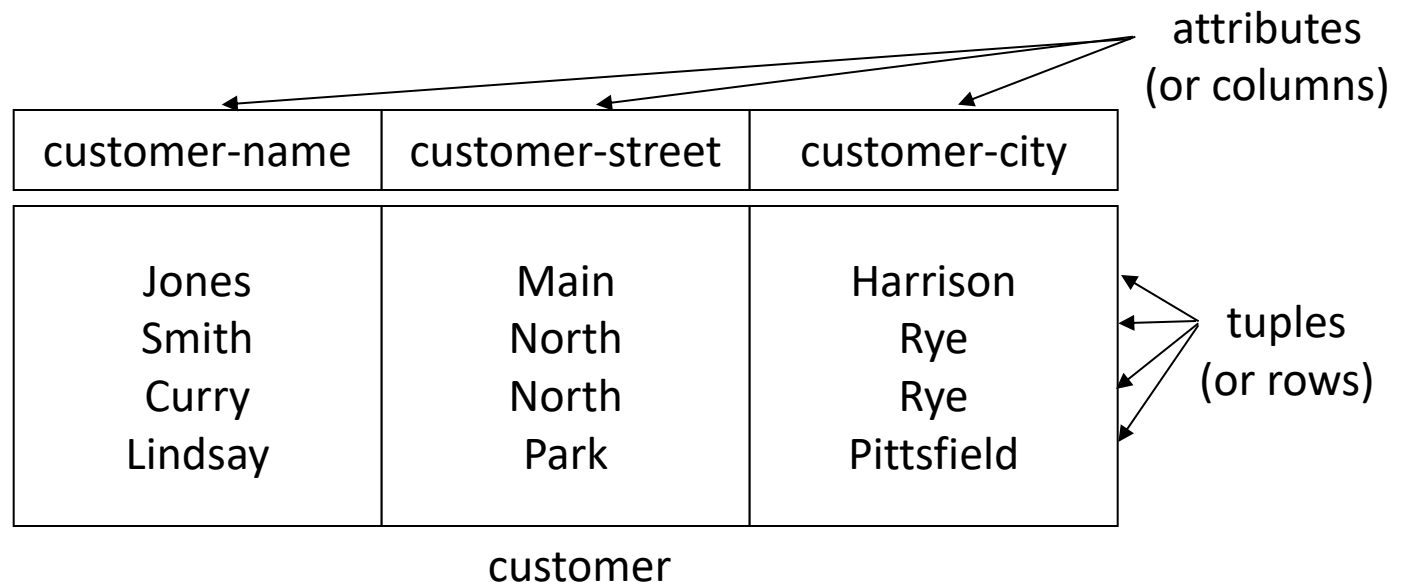 attributes
(or columns)
customer-name customer-street customer-city
Jones Main Harrison
Smith North Rye
Curry North Rye
Lindsay Park Pittsfield
tuples
(or rows)
customer